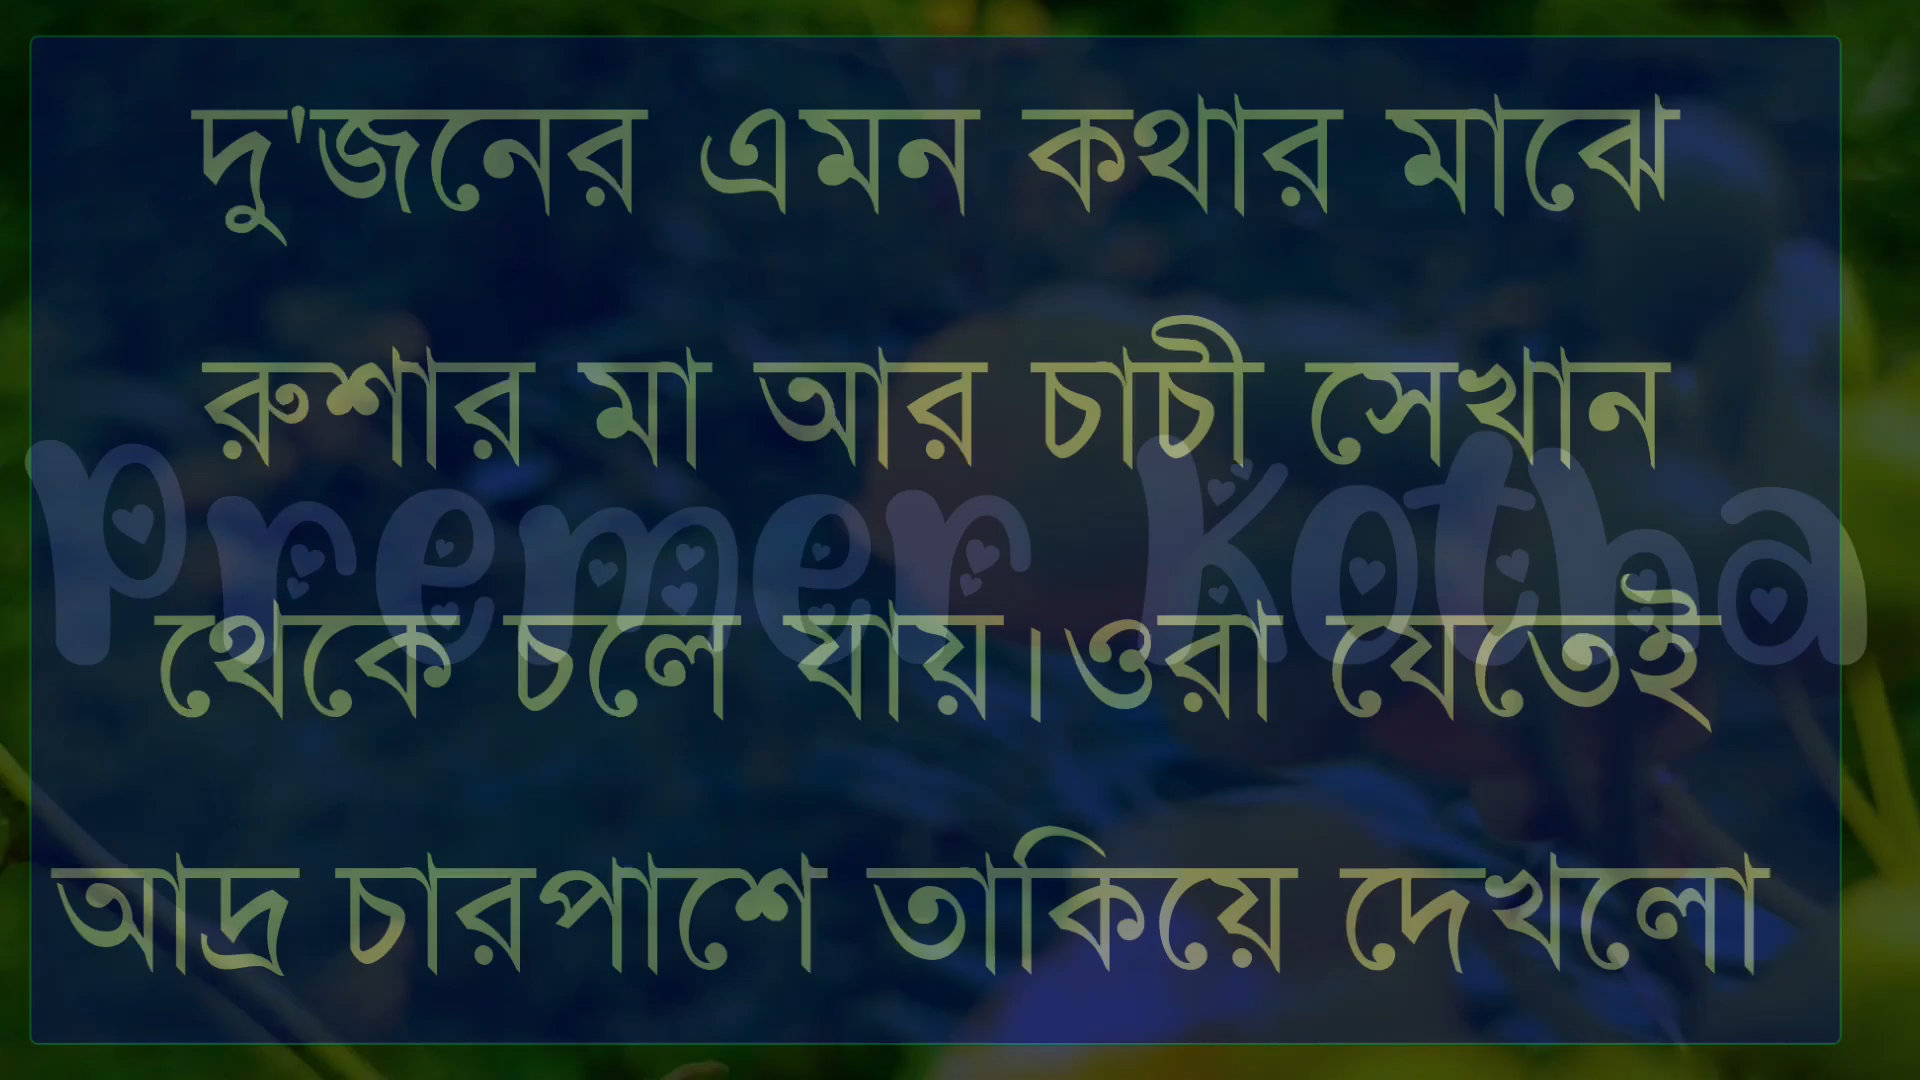 দু'জনের এমন কথার মাঝে
রুশার মা আর চাচী সেখান
Premer Kotha
থেকে চলে যায়।ওরা যেতেই
আদ্র চারপাশে তাকিয়ে দেখলো